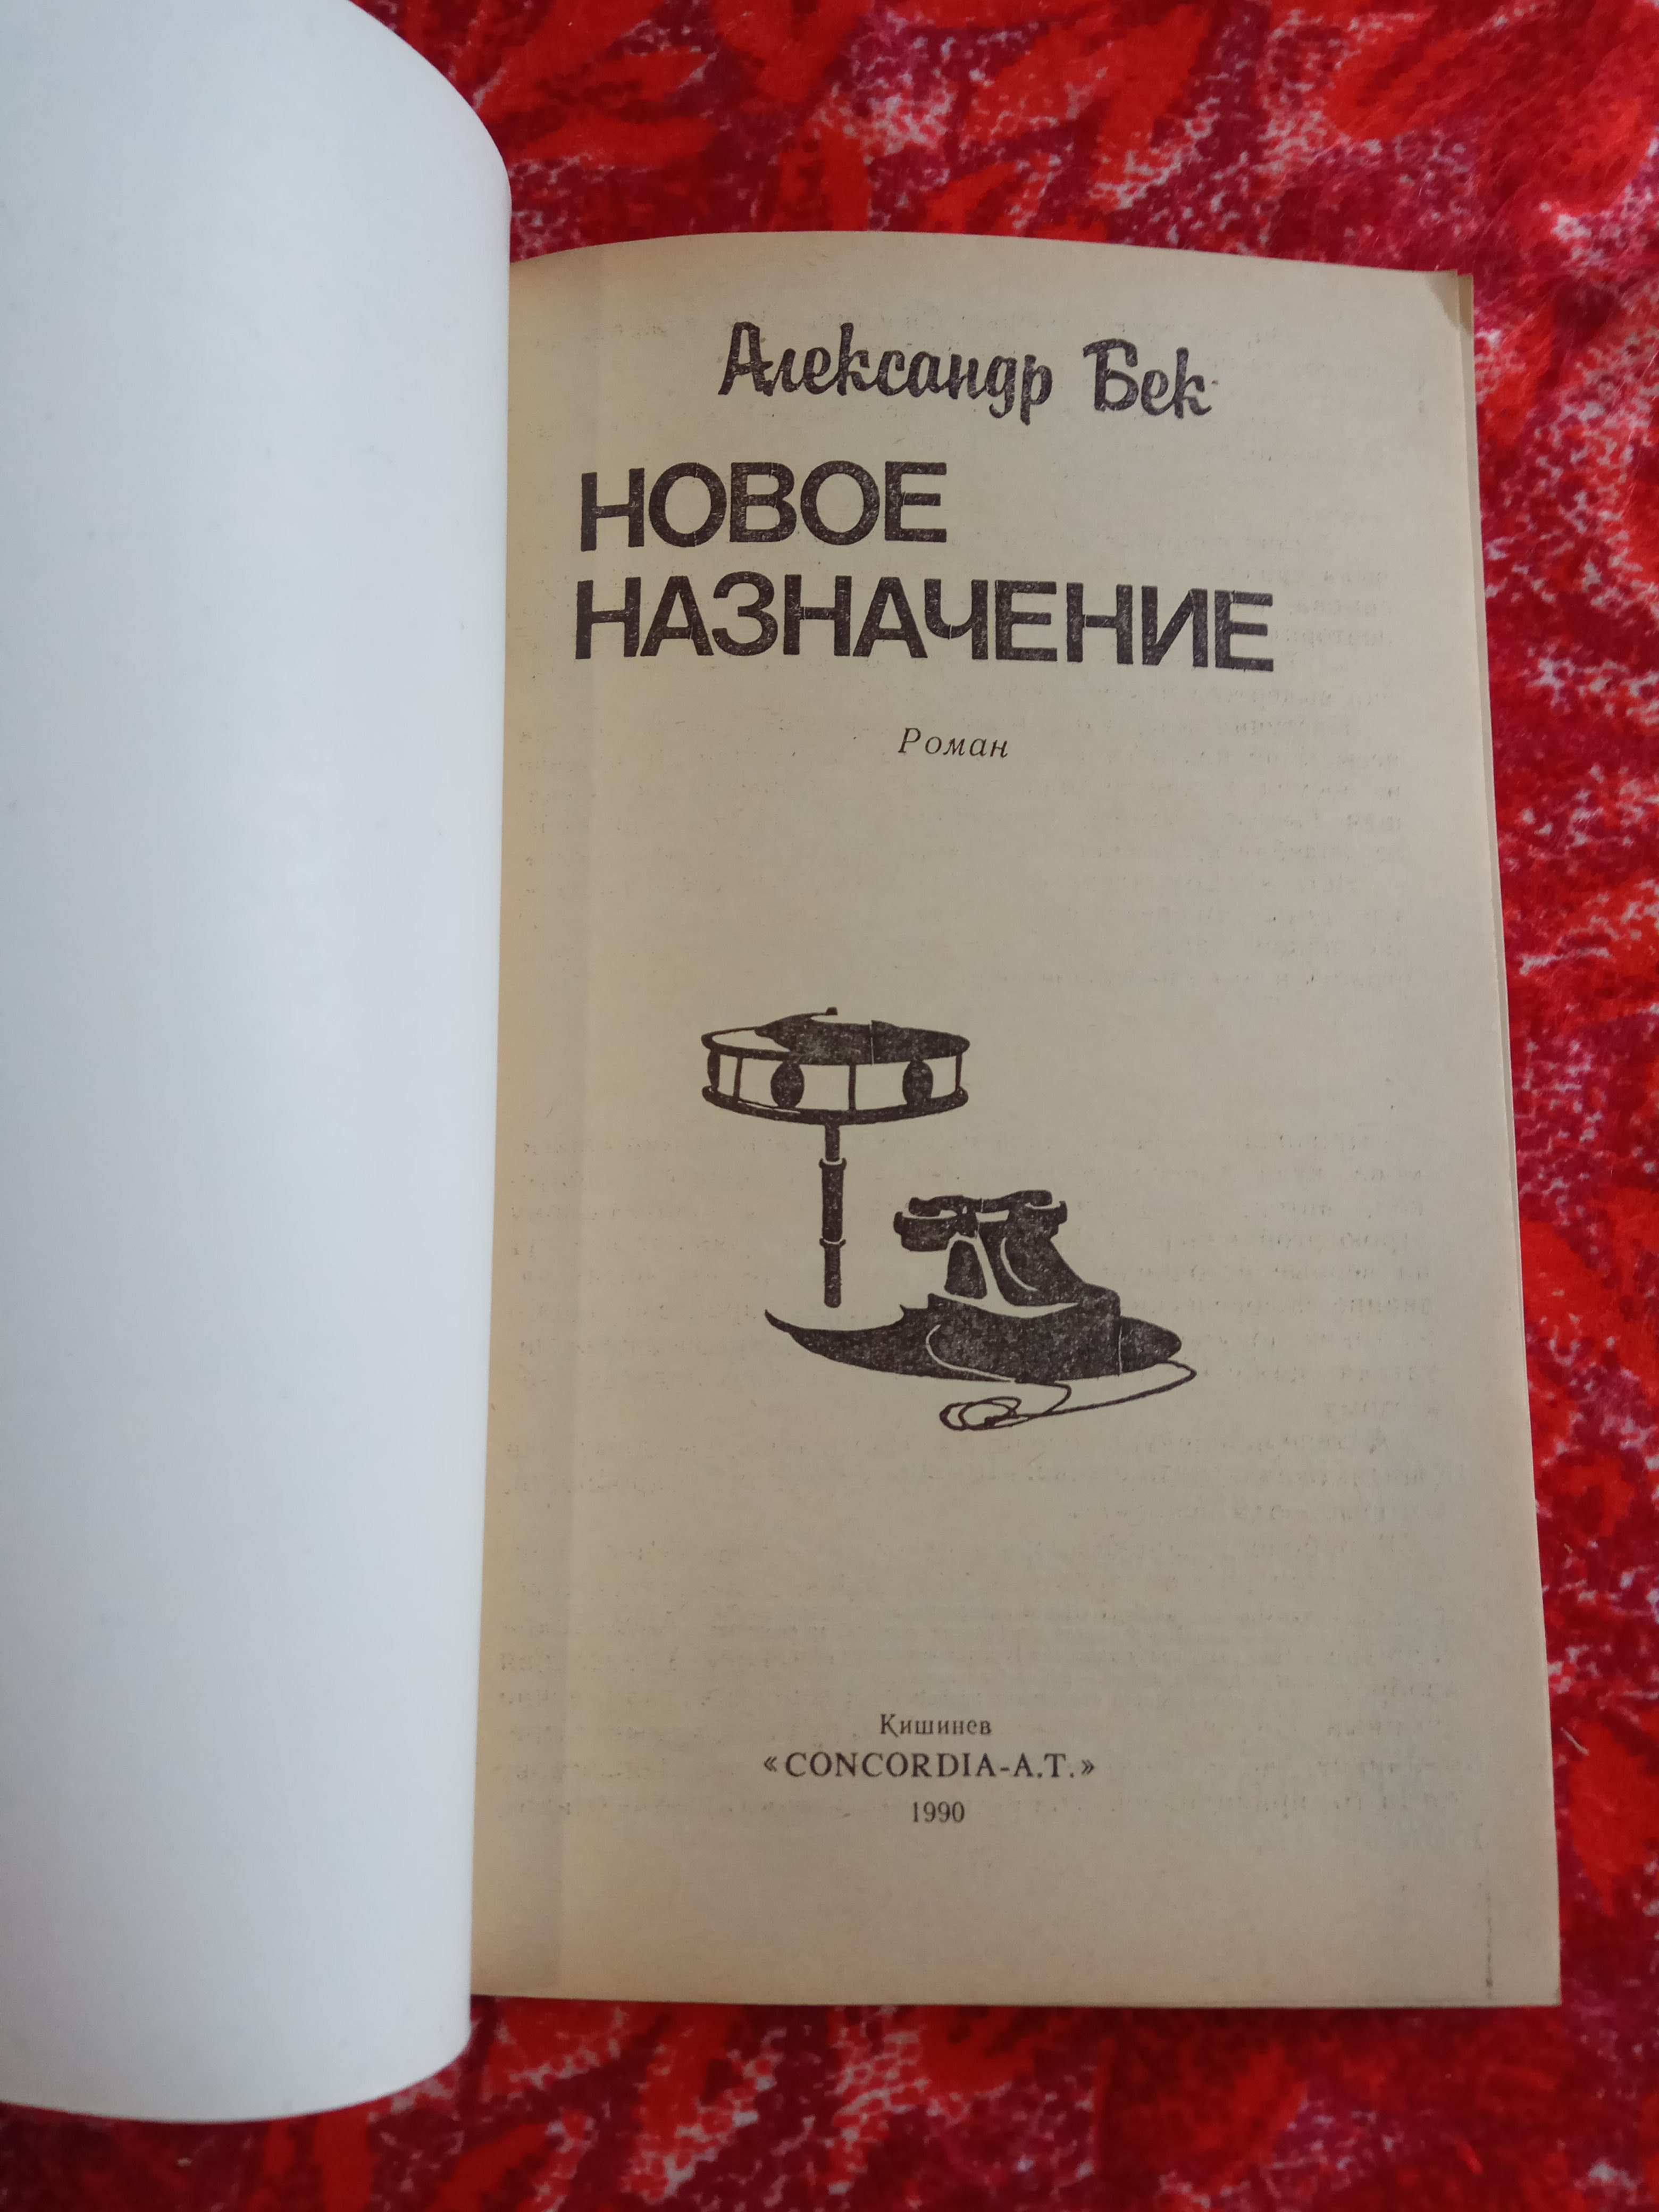 Александр Бек
НОВОЕ
НАЗНАЧЕНИЕ
Роман
Кишинев
«CONCORDIA-A.T.»
1990